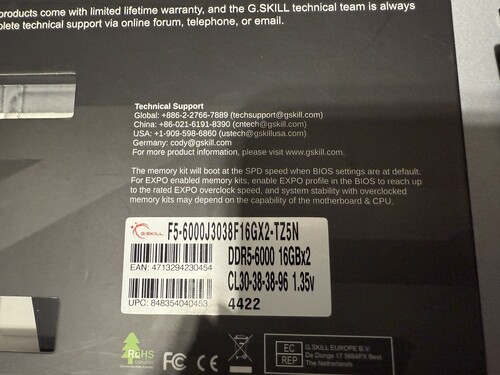 products come with limited lifetime warranty, and the G.SKILL technical team is always
plete technical support via online forum, telephone, or email.
Technical Support
Global: +886-2-2766-7889 (techsupport@gskill.com)
China: +86-021-6191-8390 (cntech@gskill.com)
USA: +1-909-598-6860 (ustech@gskillusa.com)
Germany: cody@gskill.com
For more product information, please visit www.gskill.com.
The memory kit will boot at the SPD speed when BIOS settings are at default.
For EXPO enabled memory kits, enable EXPO profile in the BIOS to reach up
to the rated EXPO overclock speed, and system stability with overclocked
memory kits may depend on the capability of the motherboard & CPU.
G.SKILL F5-6000J3038F16GX2-TZ5N
DDR5-6000 16GBx2
EAN: 4713294230454
CL30-38-38-96 1.35v
UPC: 848354040453
4422
RoHS
FC CE
EC REP
G.SKILL EUROPE B.V.
De Donge 17 5684PX Best
The Netherlands